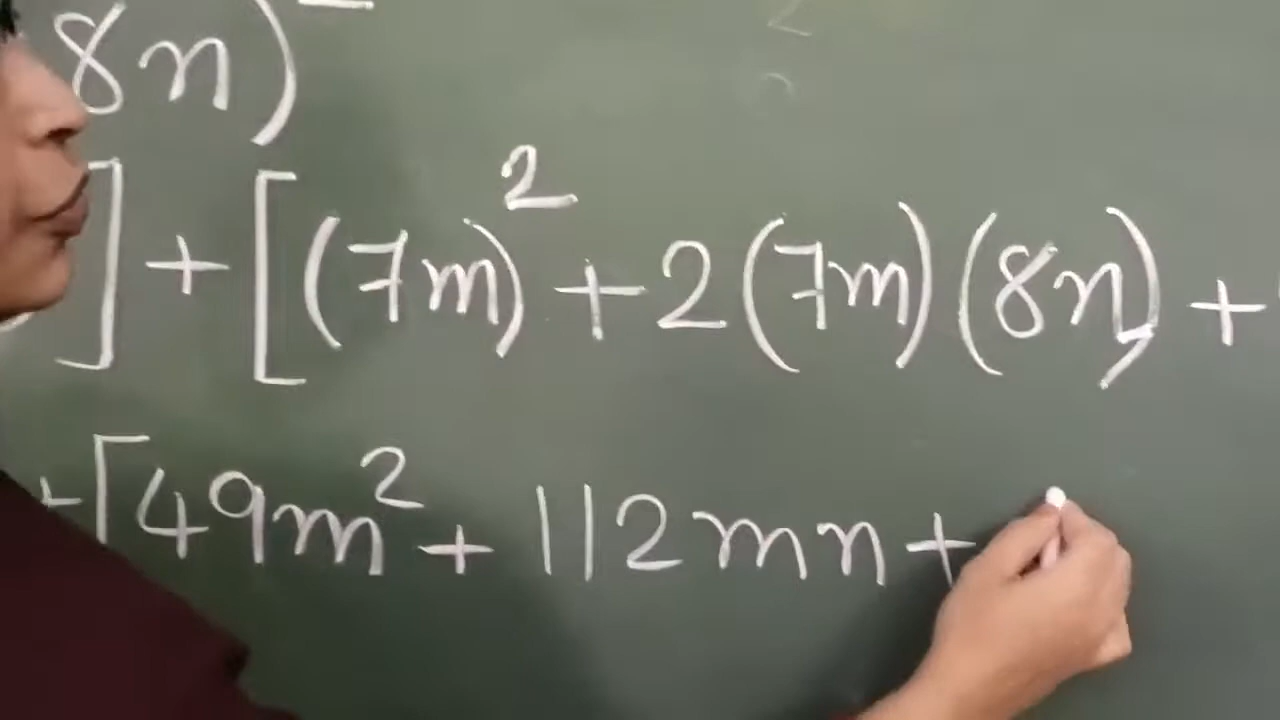 8n)
] + [(7m)² + 2(7m)(8n) +
+ [49m² + 112mn +